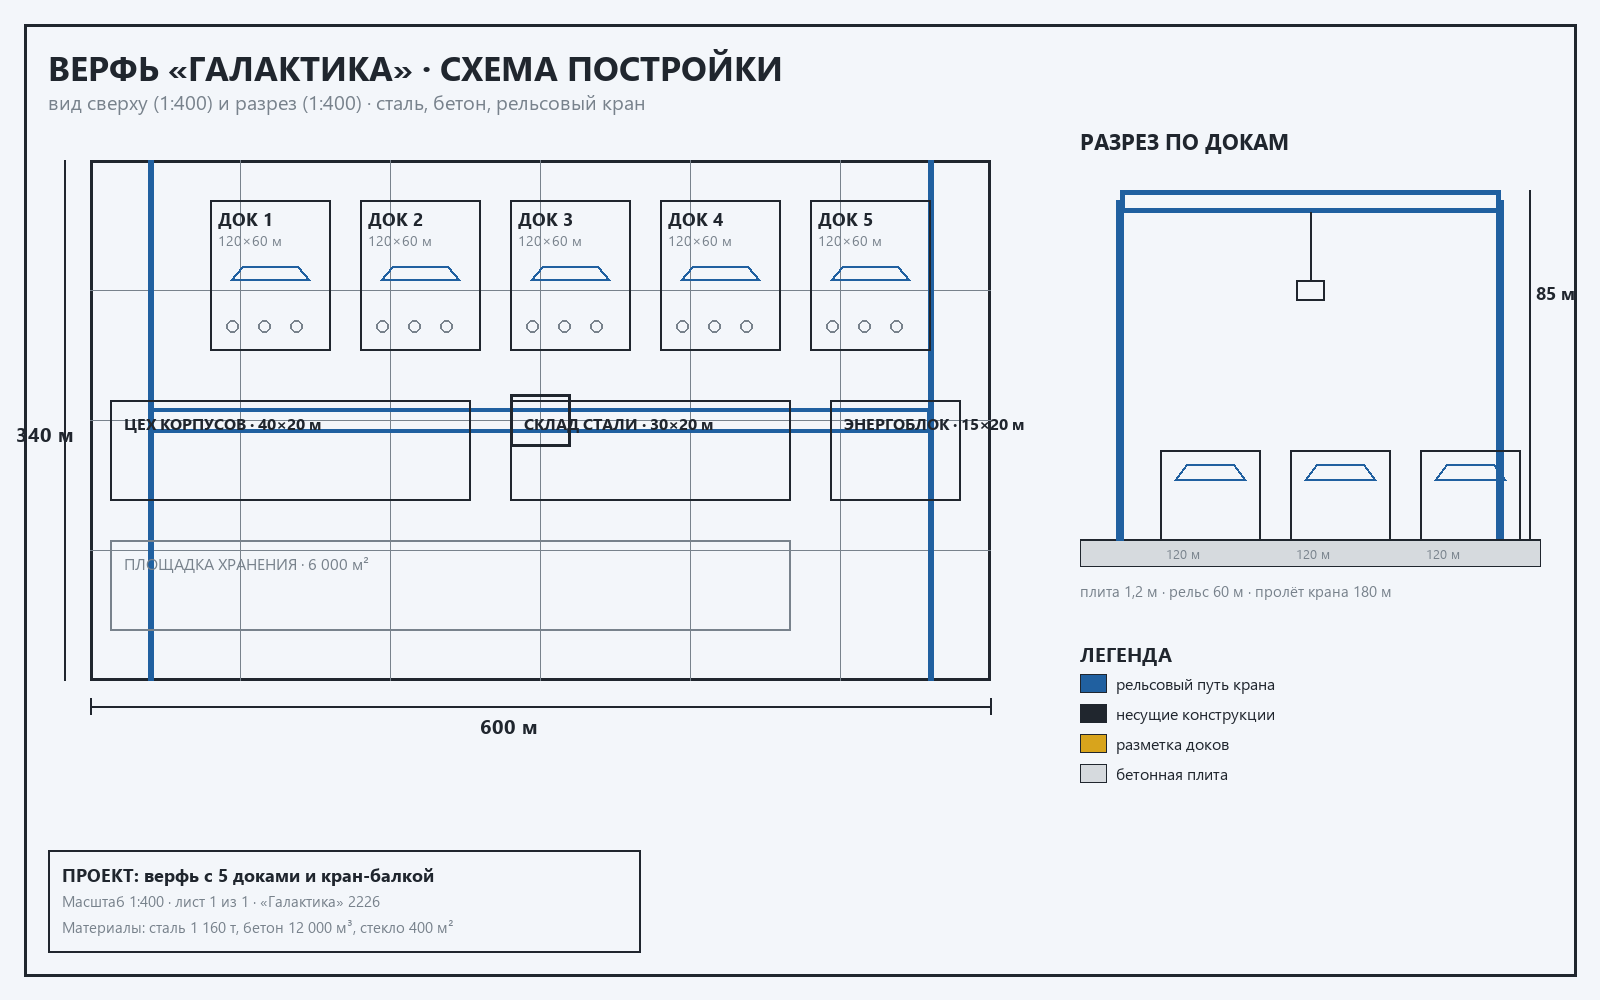 ВЕРФЬ «ГАЛАКТИКА» · СХЕМА ПОСТРОЙКИ
вид сверху (1:400) и разрез (1:400) · сталь, бетон, рельсовый кран
ДОК 1
120×60 м
ДОК 2
120×60 м
ДОК 3
120×60 м
ДОК 4
120×60 м
ДОК 5
120×60 м
340 м
ЦЕХ КОРПУСОВ · 40×20 м
СКЛАД СТАЛИ · 30×20 м
ЭНЕРГОБЛОК · 15×20 м
ПЛОЩАДКА ХРАНЕНИЯ · 6 000 м²
600 м
РАЗРЕЗ ПО ДОКАМ
85 м
120 м
120 м
120 м
плита 1,2 м · рельс 60 м · пролёт крана 180 м
ЛЕГЕНДА
рельсовый путь крана
несущие конструкции
разметка доков
бетонная плита
ПРОЕКТ: верфь с 5 доками и кран-балкой
Масштаб 1:400 · лист 1 из 1 · «Галактика» 2226
Материалы: сталь 1 160 т, бетон 12 000 м³, стекло 400 м²